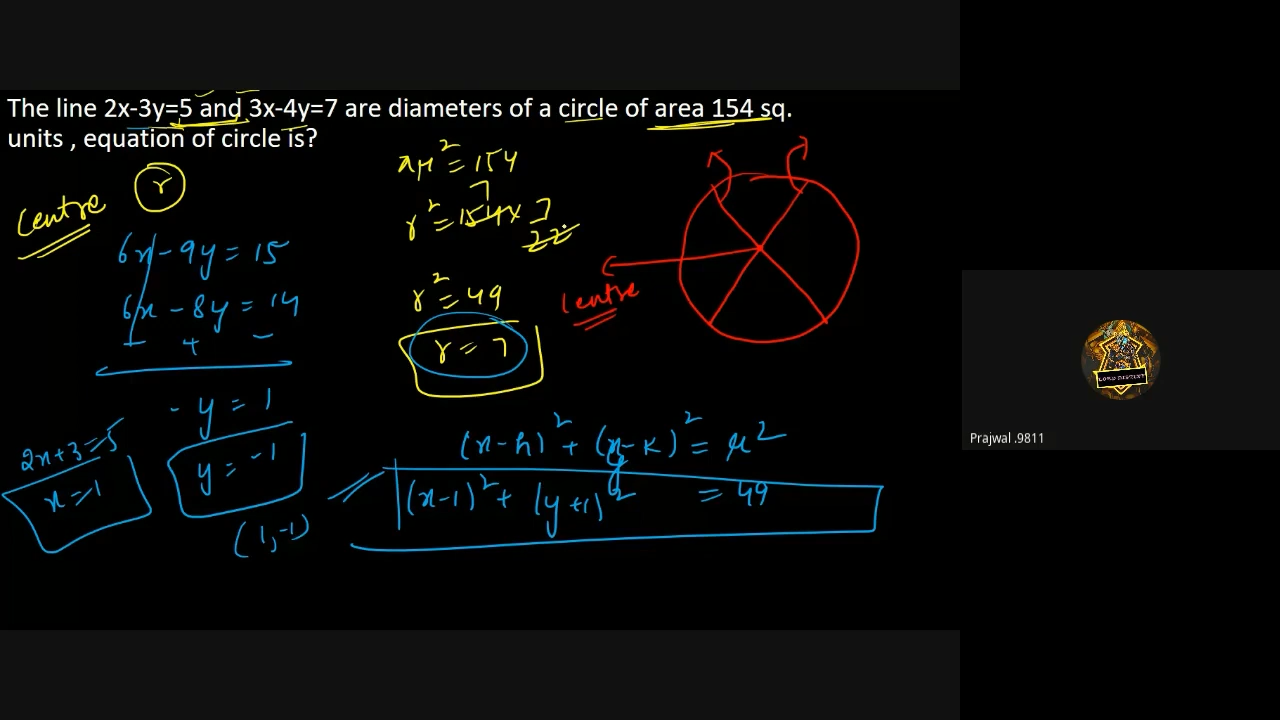 The line 2x-3y=5 and 3x-4y=7 are diameters of a circle of area 154 sq.
units , equation of circle is?
centre
r
6x - 9y = 15
6x - 8y = 14
- + -
- y = 1
y = -1
2x+3=5
x=1
(1,-1)
πr² = 154
r² = 154 x 7
22
7
r² = 49
r = 7
centre
(x-h)² + (y-k)² = r²
(x-1)² + (y+1)² = 49
LORD DESTINY
Prajwal .9811